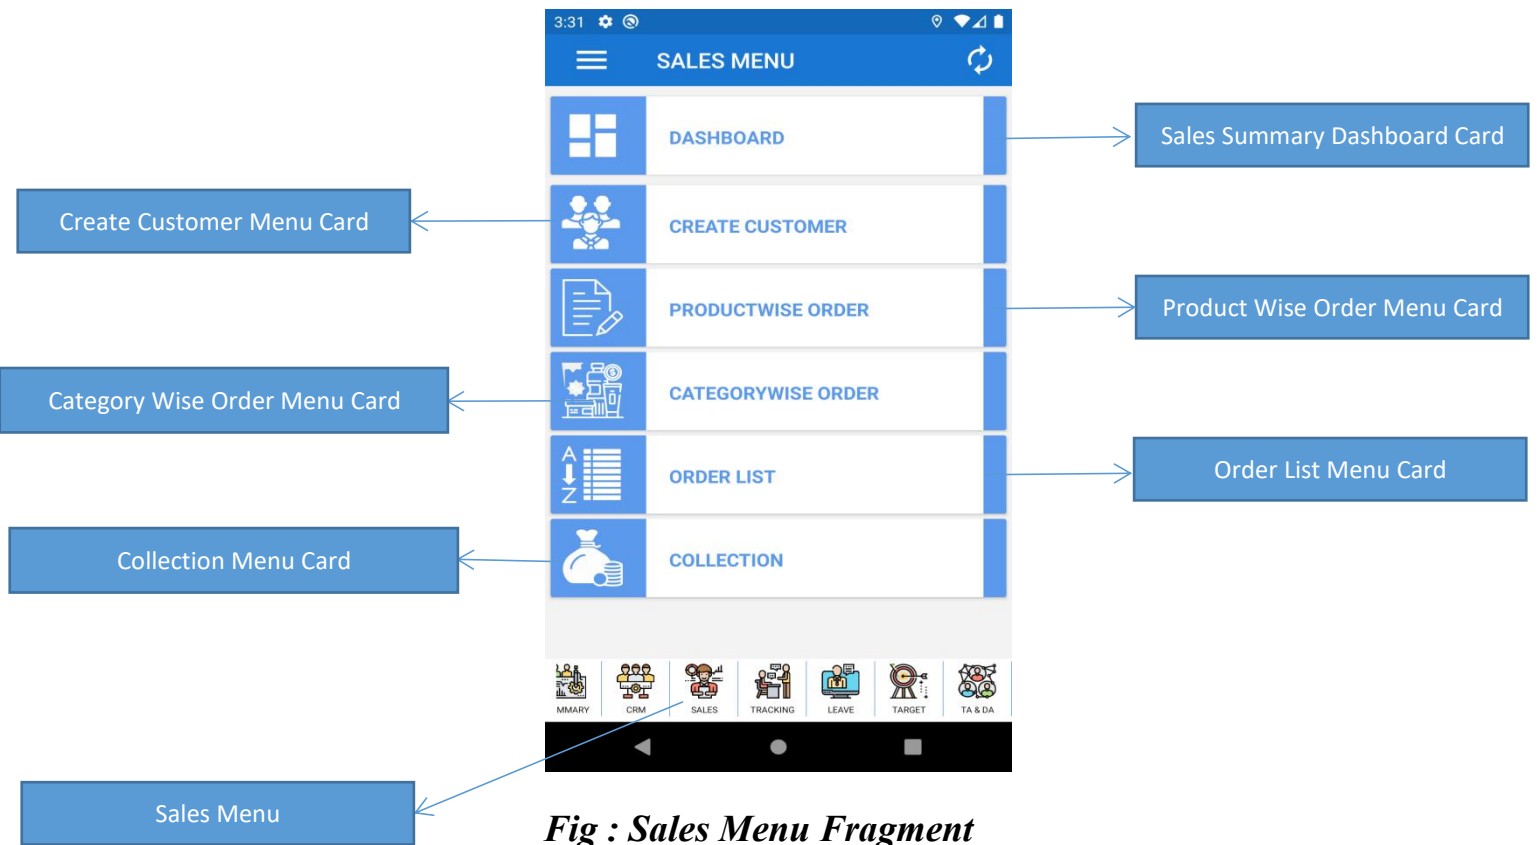 3:31
SALES MENU
DASHBOARD
Sales Summary Dashboard Card
Create Customer Menu Card
CREATE CUSTOMER
PRODUCTWISE ORDER
Product Wise Order Menu Card
Category Wise Order Menu Card
CATEGORYWISE ORDER
A
Z
ORDER LIST
Order List Menu Card
Collection Menu Card
COLLECTION
MMARY
CRM
SALES
TRACKING
LEAVE
TARGET
TA & DA
Sales Menu
Fig : Sales Menu Fragment